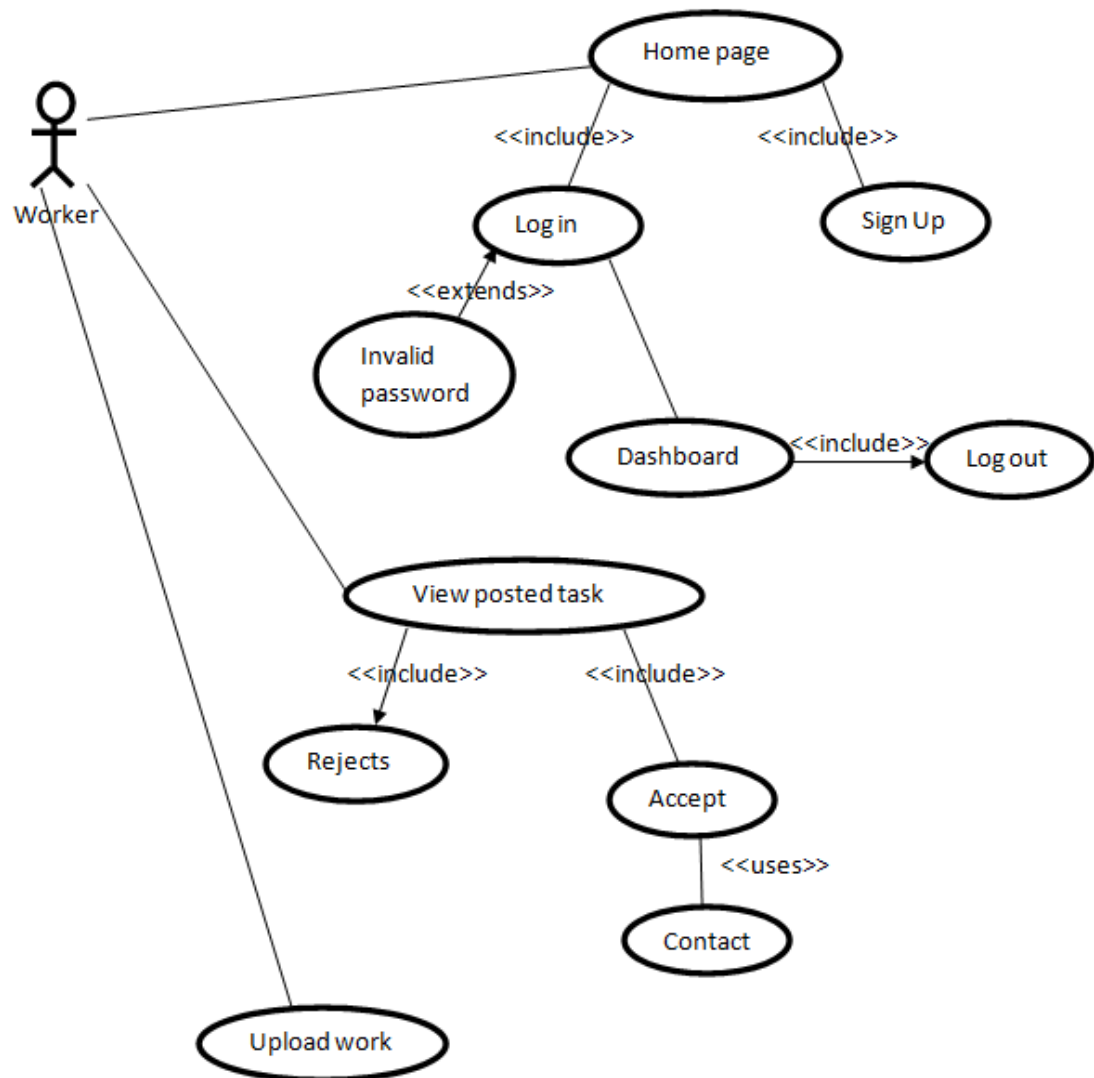 Home page
<<include>>
<<include>>
Worker
Log in
Sign Up
<<extends>>
Invalid
password
Dashboard
<<include>>
Log out
View posted task
<<include>>
<<include>>
Rejects
Accept
<<uses>>
Contact
Upload work